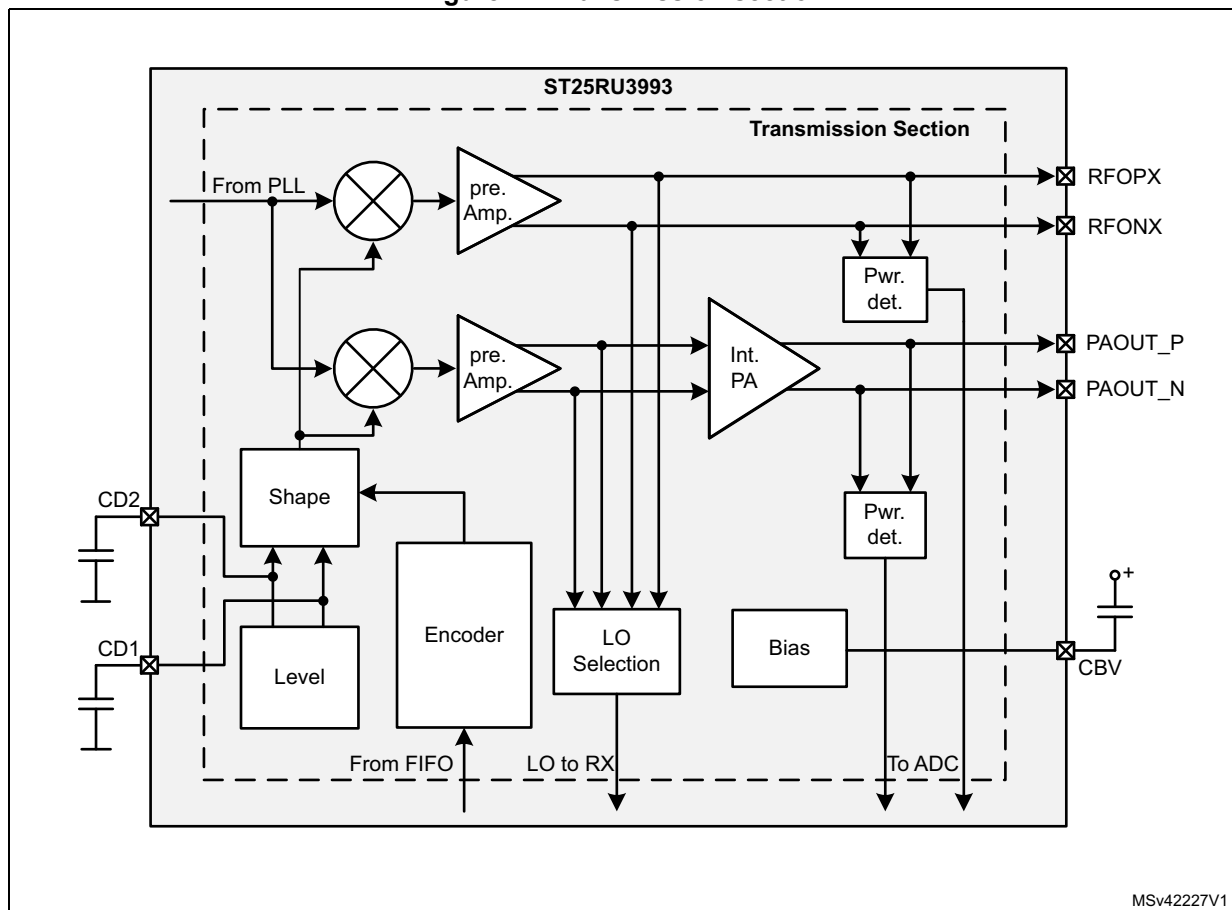 ST25RU3993
Transmission Section
From PLL
pre.
Amp.
RFOPX
RFONX
Pwr.
det.
pre.
Amp.
Int.
PA
PAOUT_P
PAOUT_N
Shape
CD2
Pwr.
det.
+
Encoder
LO
Selection
Bias
CD1
Level
CBV
From FIFO
LO to RX
To ADC
MSv42227V1